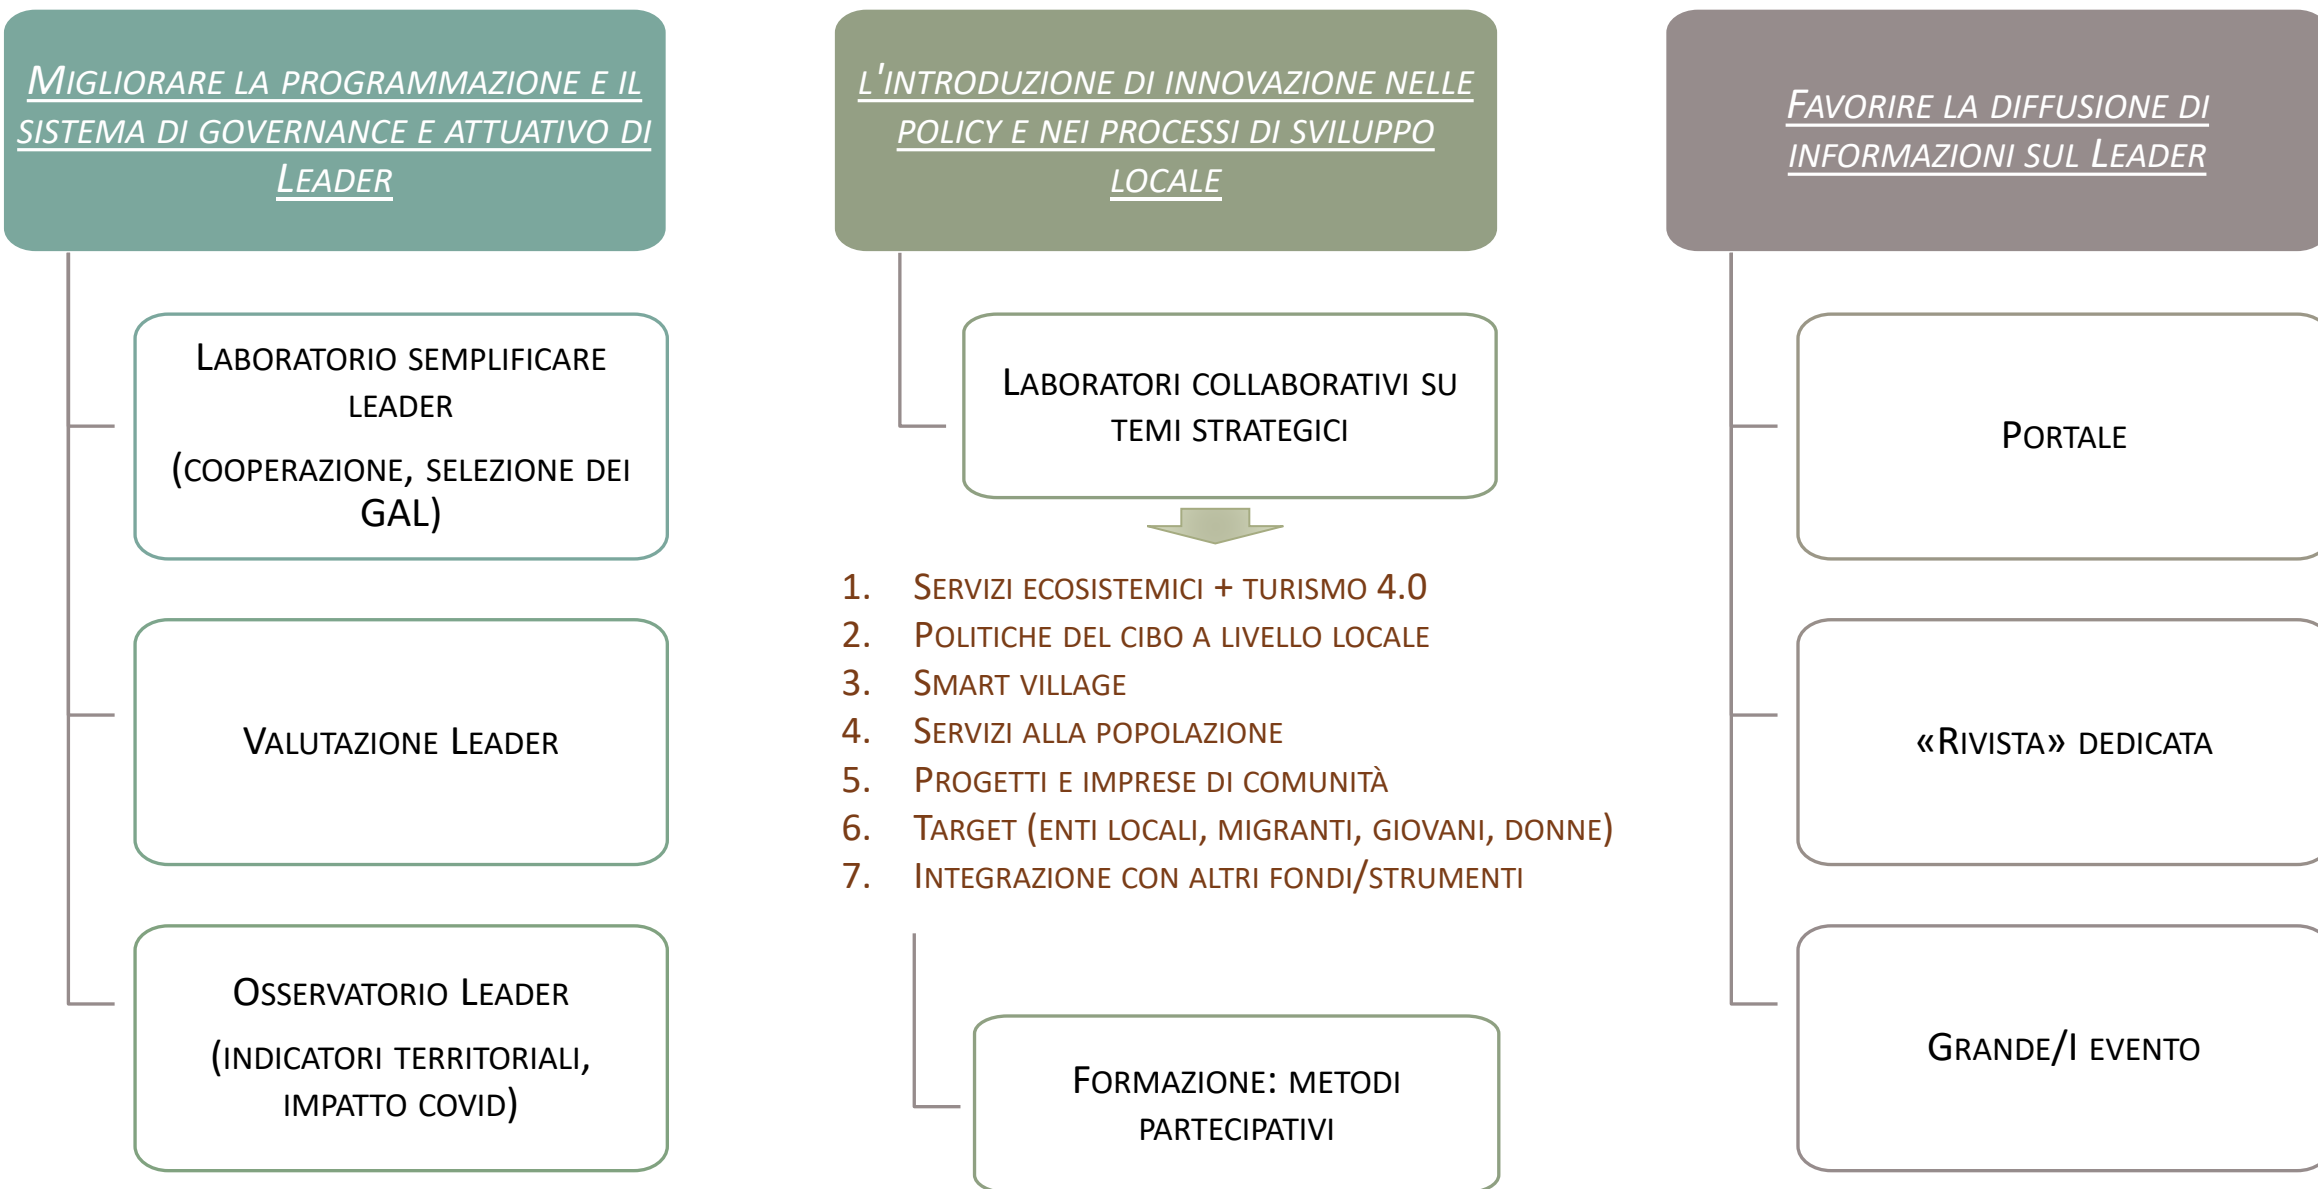 Migliorare la programmazione e il
sistema di governance e attuativo di
Leader
Laboratorio semplificare
leader
(cooperazione, selezione dei
GAL)
Valutazione Leader
Osservatorio Leader
(indicatori territoriali,
impatto covid)
l'introduzione di innovazione nelle
policy e nei processi di sviluppo
locale
Laboratori collaborativi su
temi strategici
1. Servizi ecosistemici + turismo 4.0
2. Politiche del cibo a livello locale
3. Smart village
4. Servizi alla popolazione
5. Progetti e imprese di comunità
6. Target (enti locali, migranti, giovani, donne)
7. Integrazione con altri fondi/strumenti
Formazione: metodi
partecipativi
Favorire la diffusione di
informazioni sul Leader
Portale
«Rivista» dedicata
Grande/I evento